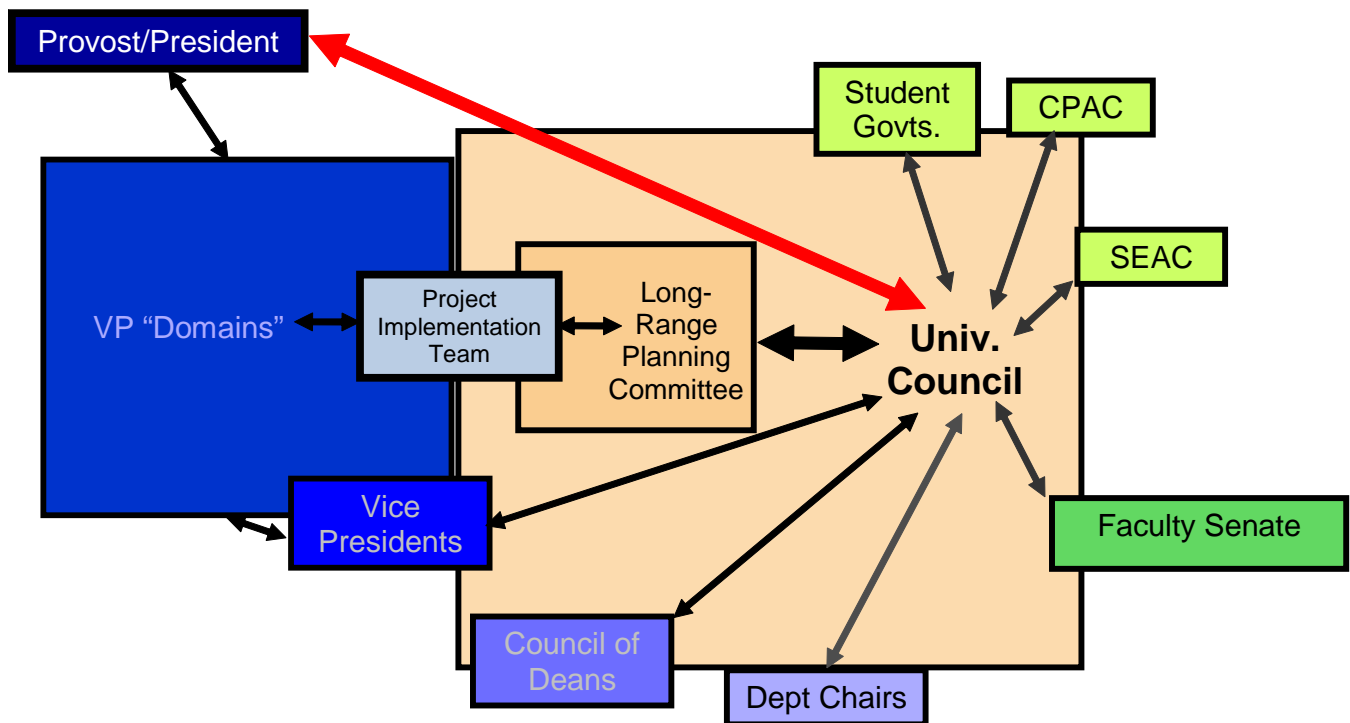 Provost/President
Student
Govts.
CPAC
SEAC
VP “Domains”
Project
Implementation
Team
Long-
Range
Planning
Committee
Univ.
Council
Vice
Presidents
Faculty Senate
Council of
Deans
Dept Chairs